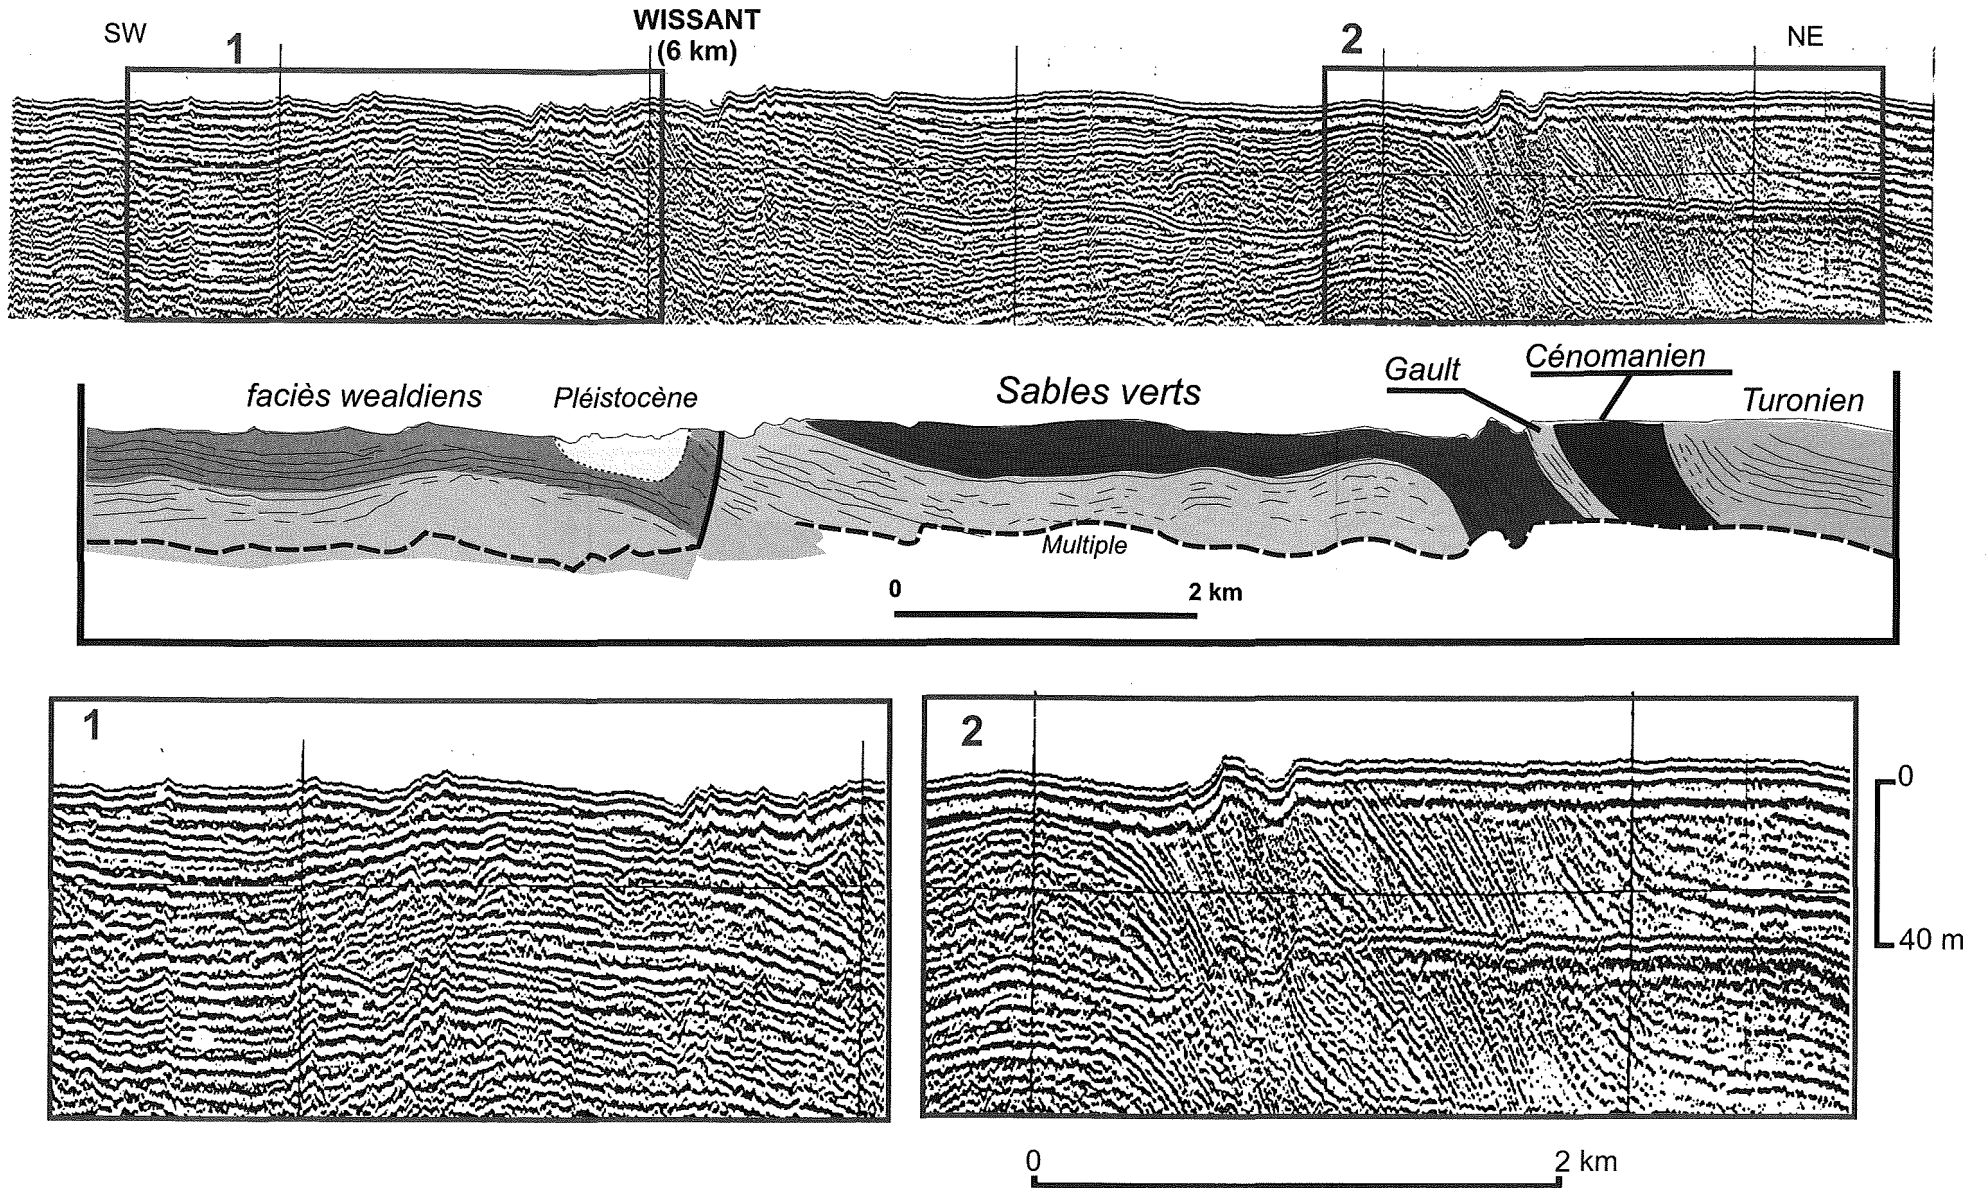 SW
1
WISSANT
(6 km)
2
NE
faciès wealdiens
Pléistocène
Sables verts
Gault
Cénomanien
Turonien
Multiple
0
2 km
1
2
0
40 m
0
2 km